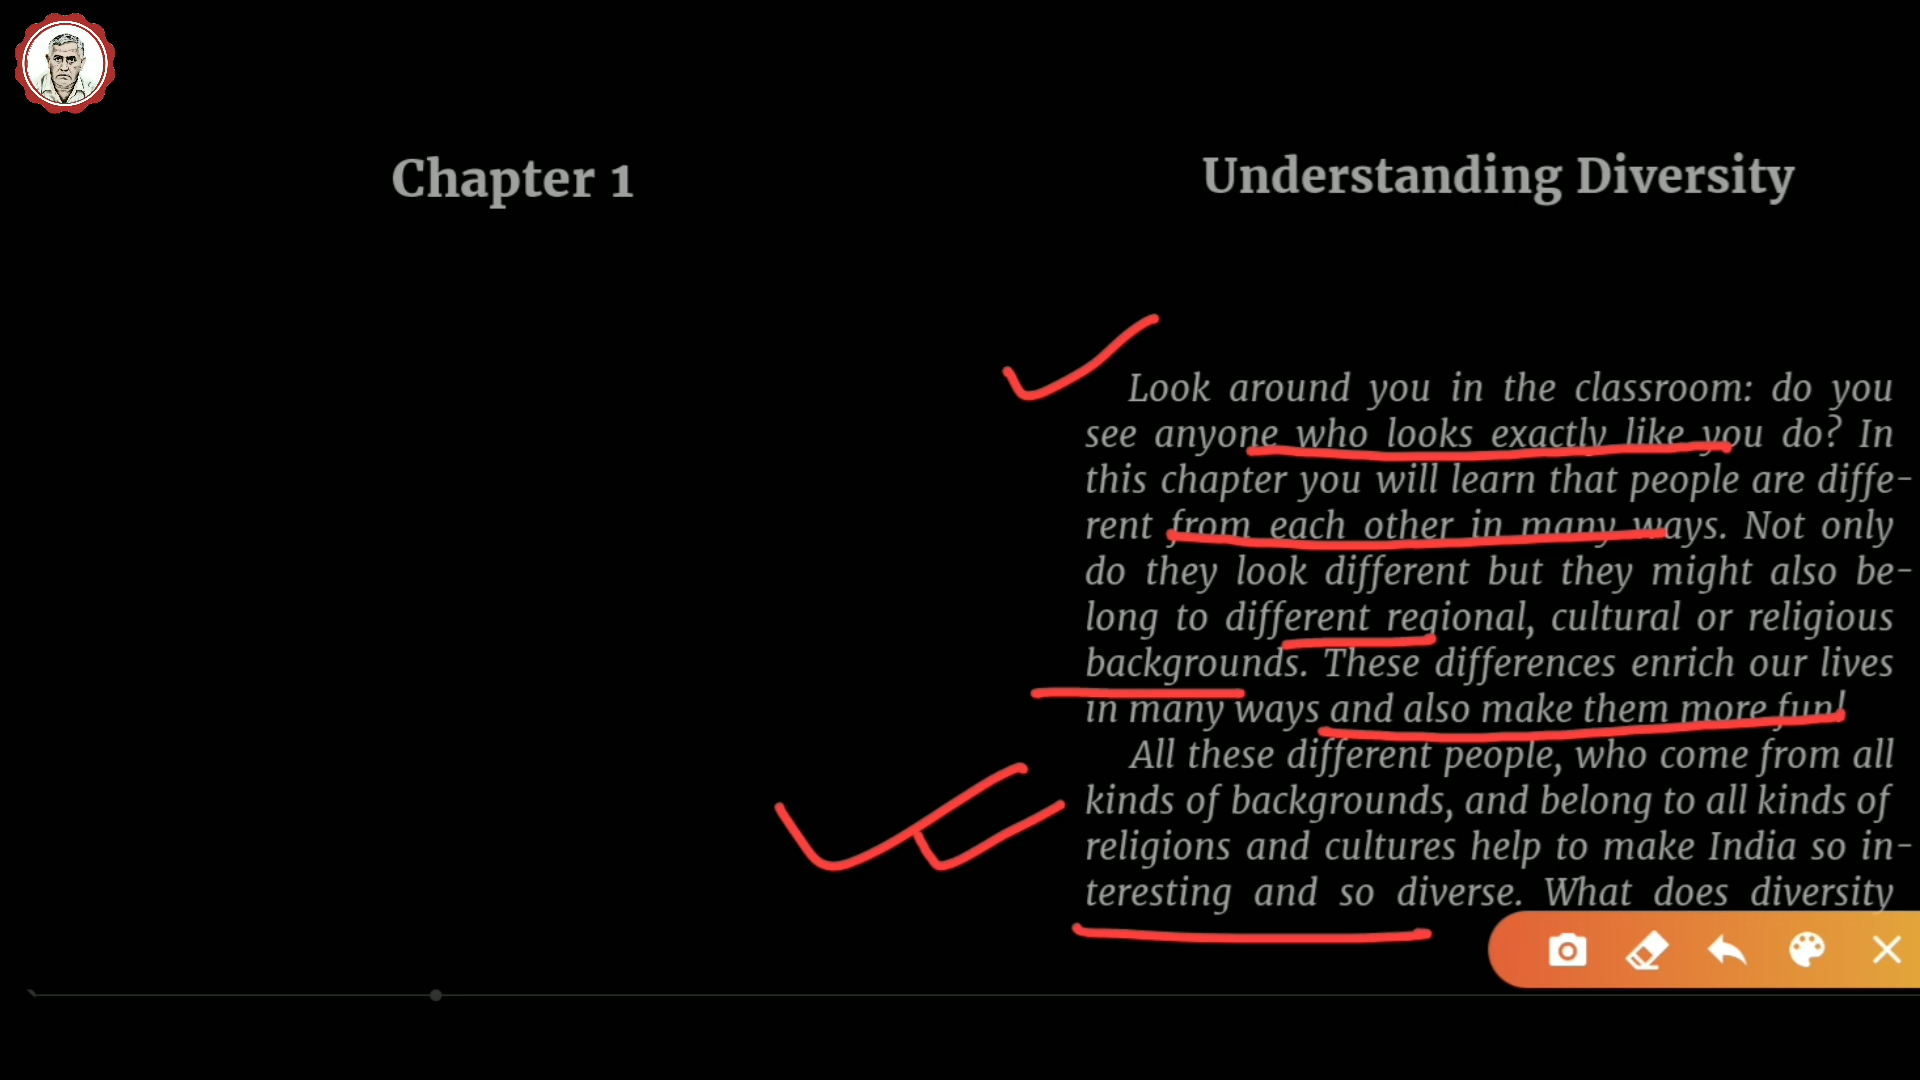 Chapter 1
Understanding Diversity
Look around you in the classroom: do you
see anyone who looks exactly like you do? In
this chapter you will learn that people are diffe-
rent from each other in many ways. Not only
do they look different but they might also be-
long to different regional, cultural or religious
backgrounds. These differences enrich our lives
in many ways and also make them more fun!
All these different people, who come from all
kinds of backgrounds, and belong to all kinds of
religions and cultures help to make India so in-
teresting and so diverse. What does diversity